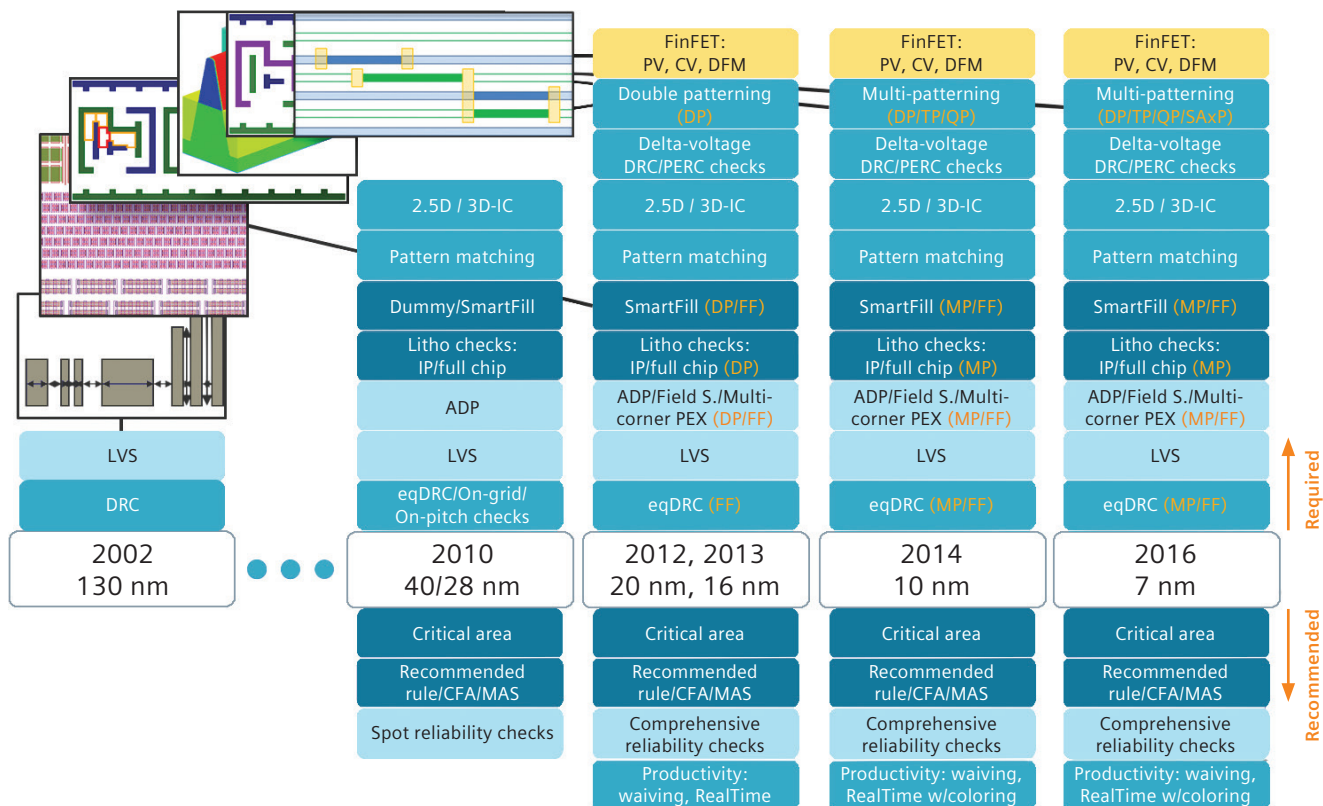 FinFET:
PV, CV, DFM
Double patterning
(DP)
Delta-voltage
DRC/PERC checks
2.5D / 3D-IC
Pattern matching
SmartFill (DP/FF)
Litho checks:
IP/full chip (DP)
ADP/Field S./Multi-
corner PEX (DP/FF)
LVS
eqDRC (FF)
2012, 2013
20 nm, 16 nm
Critical area
Recommended
rule/CFA/MAS
Comprehensive
reliability checks
Productivity:
waiving, RealTime
FinFET:
PV, CV, DFM
Multi-patterning
(DP/TP/QP)
Delta-voltage
DRC/PERC checks
2.5D / 3D-IC
Pattern matching
SmartFill (MP/FF)
Litho checks:
IP/full chip (MP)
ADP/Field S./Multi-
corner PEX (MP/FF)
LVS
eqDRC (MP/FF)
2014
10 nm
Critical area
Recommended
rule/CFA/MAS
Comprehensive
reliability checks
Productivity: waiving,
RealTime w/coloring
FinFET:
PV, CV, DFM
Multi-patterning
(DP/TP/QP/SAxP)
Delta-voltage
DRC/PERC checks
2.5D / 3D-IC
Pattern matching
SmartFill (MP/FF)
Litho checks:
IP/full chip (MP)
ADP/Field S./Multi-
corner PEX (MP/FF)
LVS
eqDRC (MP/FF)
2016
7 nm
Critical area
Recommended
rule/CFA/MAS
Comprehensive
reliability checks
Productivity: waiving,
RealTime w/coloring
2.5D / 3D-IC
Pattern matching
Dummy/SmartFill
Litho checks:
IP/full chip
ADP
LVS
eqDRC/On-grid/
On-pitch checks
2010
40/28 nm
Critical area
Recommended
rule/CFA/MAS
Spot reliability checks
LVS
DRC
2002
130 nm
Required
Recommended